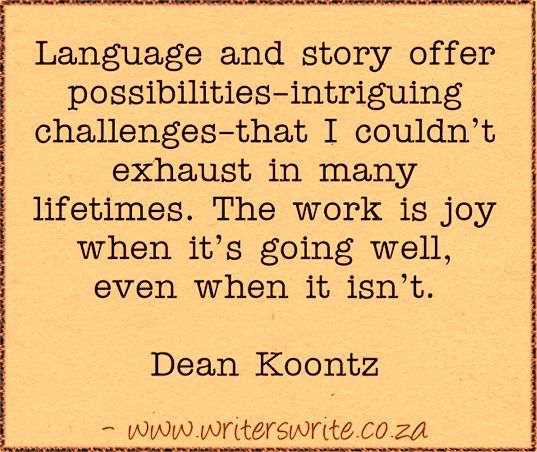 Language and story offer
possibilities–intriguing
challenges–that I couldn't
exhaust in many
lifetimes. The work is joy
when it's going well,
even when it isn't.
Dean Koontz
- www.writerswrite.co.za